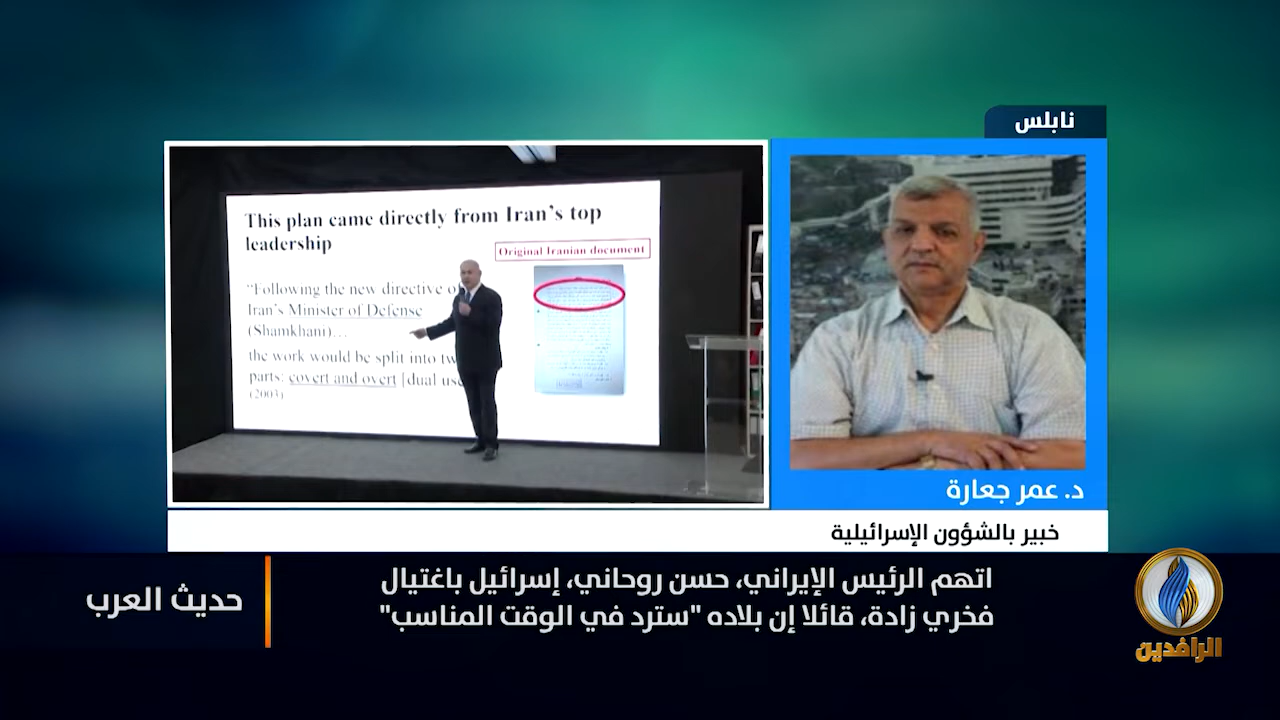 نابلس
This plan came directly from Iran's top
leadership
Original Iranian document
“Following the new directive of
Iran's Minister of Defense
(Shamkhani)…
the work would be split into two
parts: covert and overt [dual use
(2003)
د. عمر جعارة
خبير بالشؤون الإسرائيلية
اتهم الرئيس الإيراني، حسن روحاني، إسرائيل باغتيال
فخري زادة، قائلا إن بلاده "سترد في الوقت المناسب"
حديث العرب
الرافدين